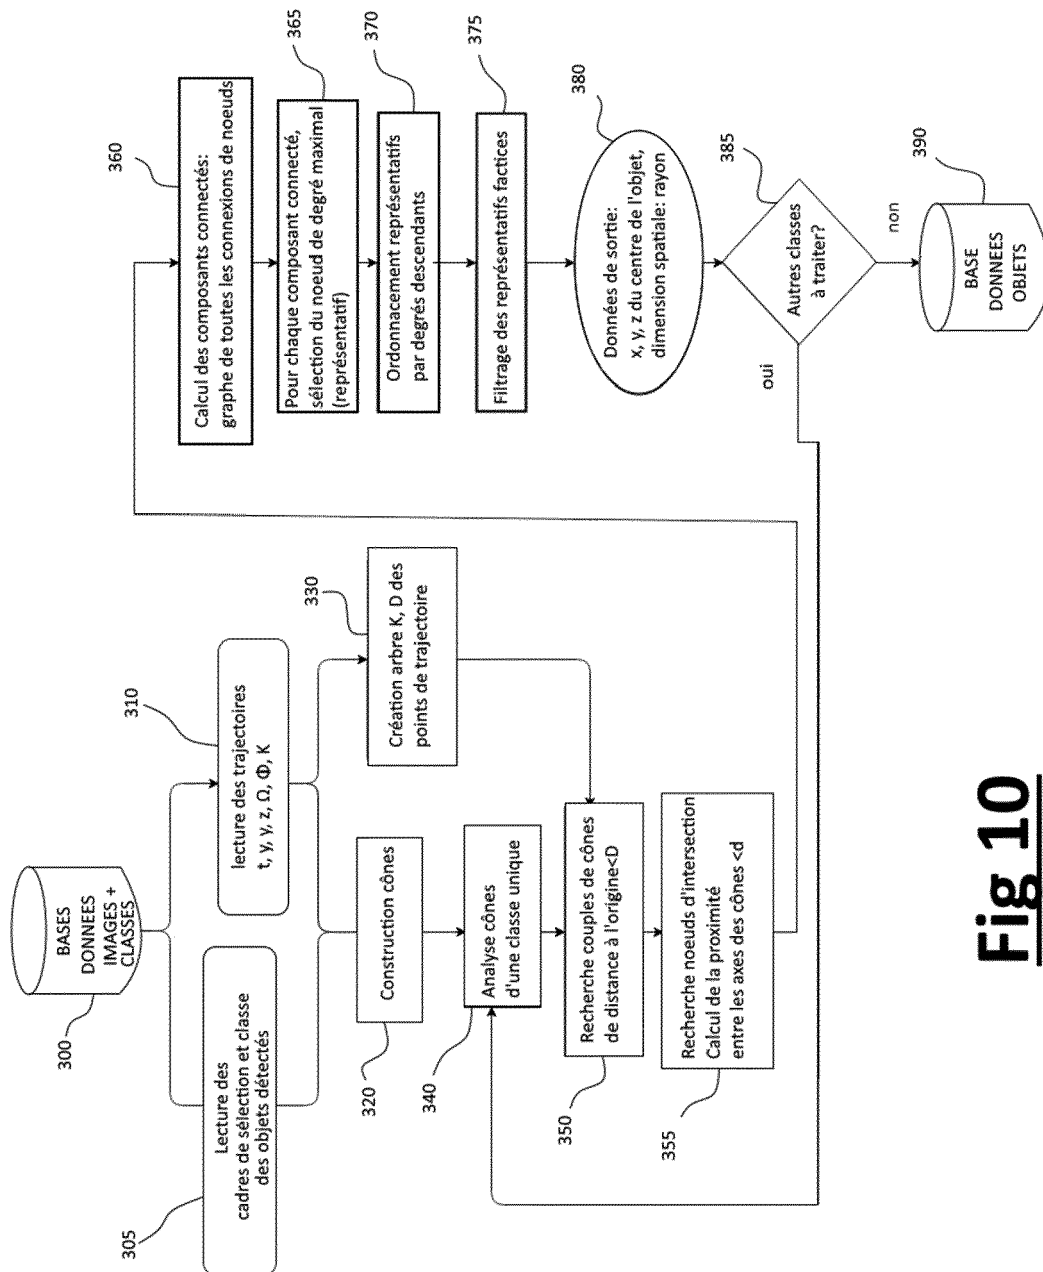 300
BASES
DONNEES
IMAGES +
CLASSES
305
Lecture des
cadres de sélection et classe
des objets détectés
310
lecture des trajectoires
t, y, y, z, Ω, Φ, K
320
Construction cônes
330
Création arbre K, D des
points de trajectoire
340
Analyse cônes
d'une classe unique
350
Recherche couples de cônes
de distance à l'origine<D
355
Recherche noeuds d'intersection
Calcul de la proximité
entre les axes des cônes <d
360
Calcul des composants connectés:
graphe de toutes les connexions de noeuds
365
Pour chaque composant connecté,
sélection du noeud de degré maximal
(représentatif)
370
Ordonnacement représentatifs
par degrés descendants
375
Filtrage des représentatifs factices
380
Données de sortie:
x, y, z du centre de l'objet,
dimension spatiale: rayon
385
Autres classes
à traiter?
oui
non
390
BASE
DONNEES
OBJETS
Fig 10